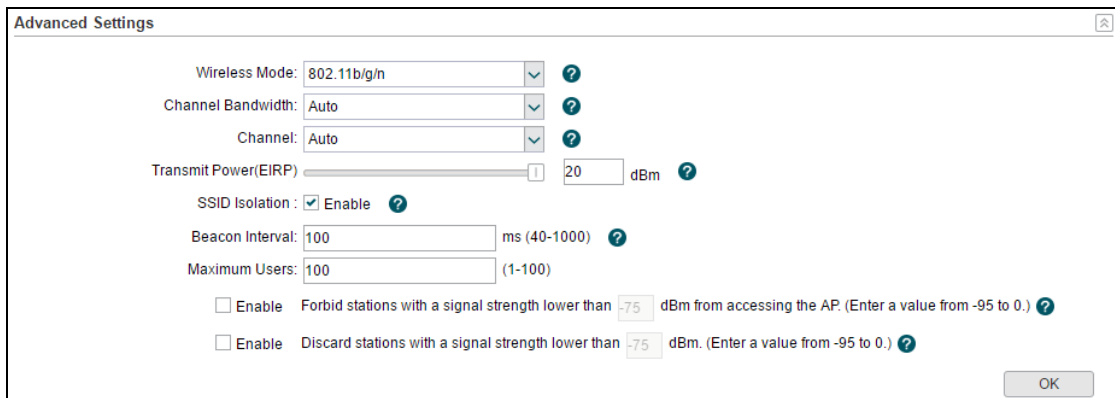 Advanced Settings
Wireless Mode: 802.11b/g/n ?
Channel Bandwidth: Auto ?
Channel: Auto ?
Transmit Power(EIRP) 20 dBm ?
SSID Isolation : Enable ?
Beacon Interval: 100 ms (40-1000) ?
Maximum Users: 100 (1-100)
Enable Forbid stations with a signal strength lower than -75 dBm from accessing the AP. (Enter a value from -95 to 0.) ?
Enable Discard stations with a signal strength lower than -75 dBm. (Enter a value from -95 to 0.) ?
OK